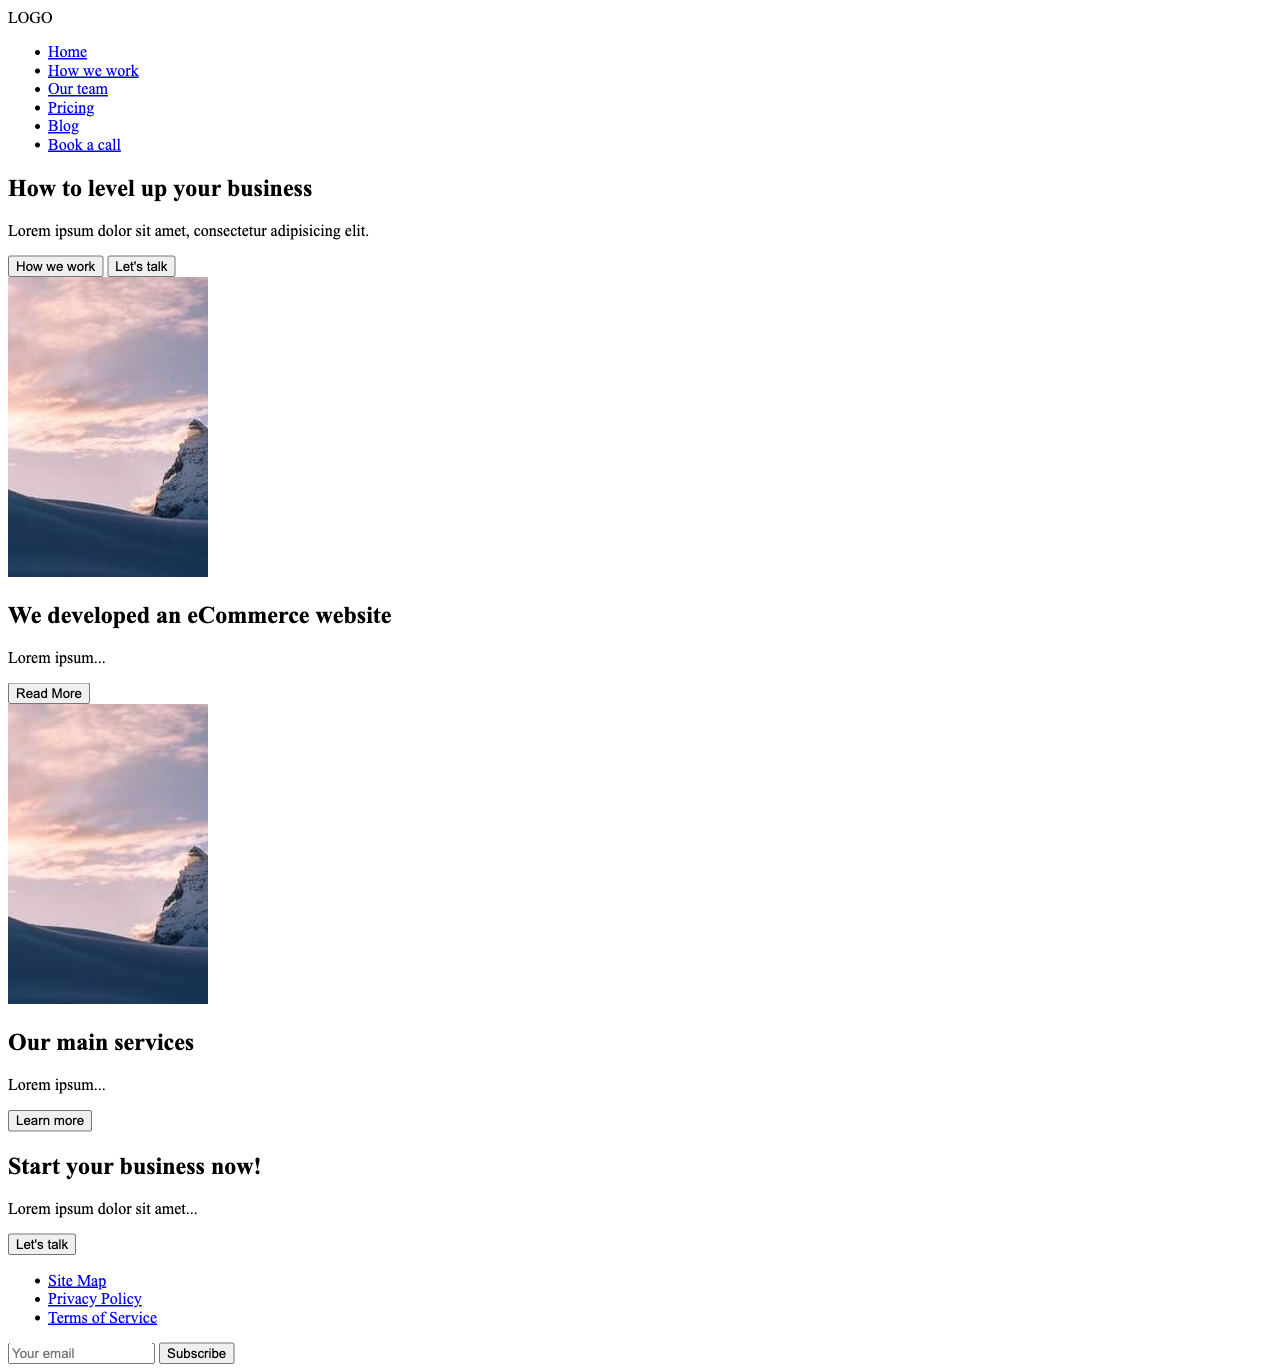 LOGO
Home
How we work
Our team
Pricing
Blog
Book a call
How to level up your business
Lorem ipsum dolor sit amet, consectetur adipisicing elit.
How we work Let's talk
We developed an eCommerce website
Lorem ipsum...
Read More
Our main services
Lorem ipsum...
Learn more
Start your business now!
Lorem ipsum dolor sit amet...
Let's talk
Site Map
Privacy Policy
Terms of Service
Your email Subscribe